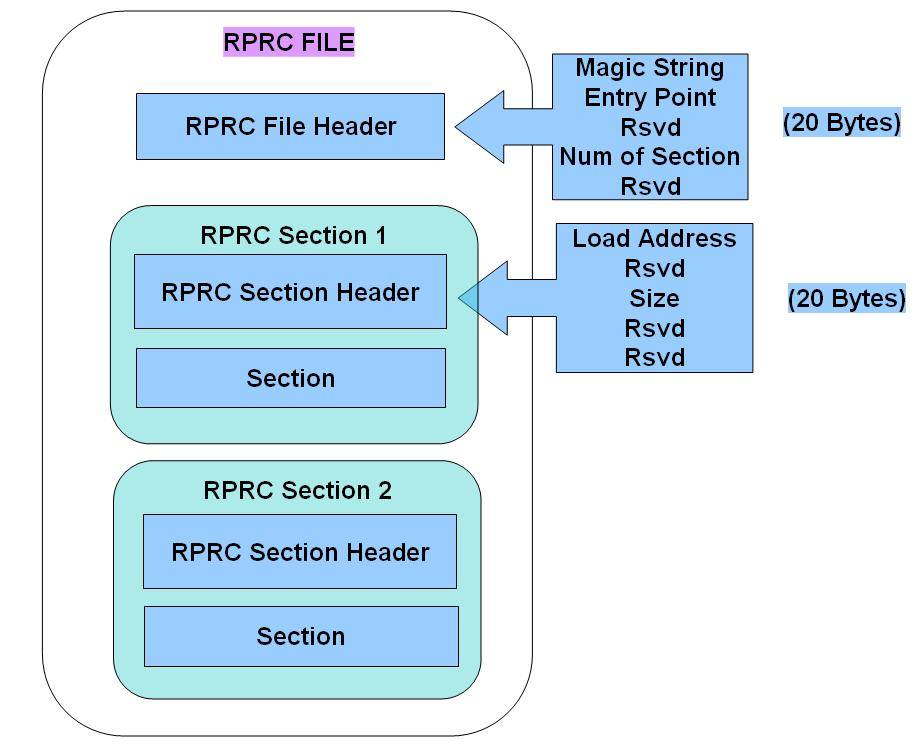 RPRC FILE
RPRC File Header
Magic String
Entry Point
Rsvd
Num of Section
Rsvd
(20 Bytes)
RPRC Section 1
RPRC Section Header
Section
Load Address
Rsvd
Size
Rsvd
Rsvd
(20 Bytes)
RPRC Section 2
RPRC Section Header
Section